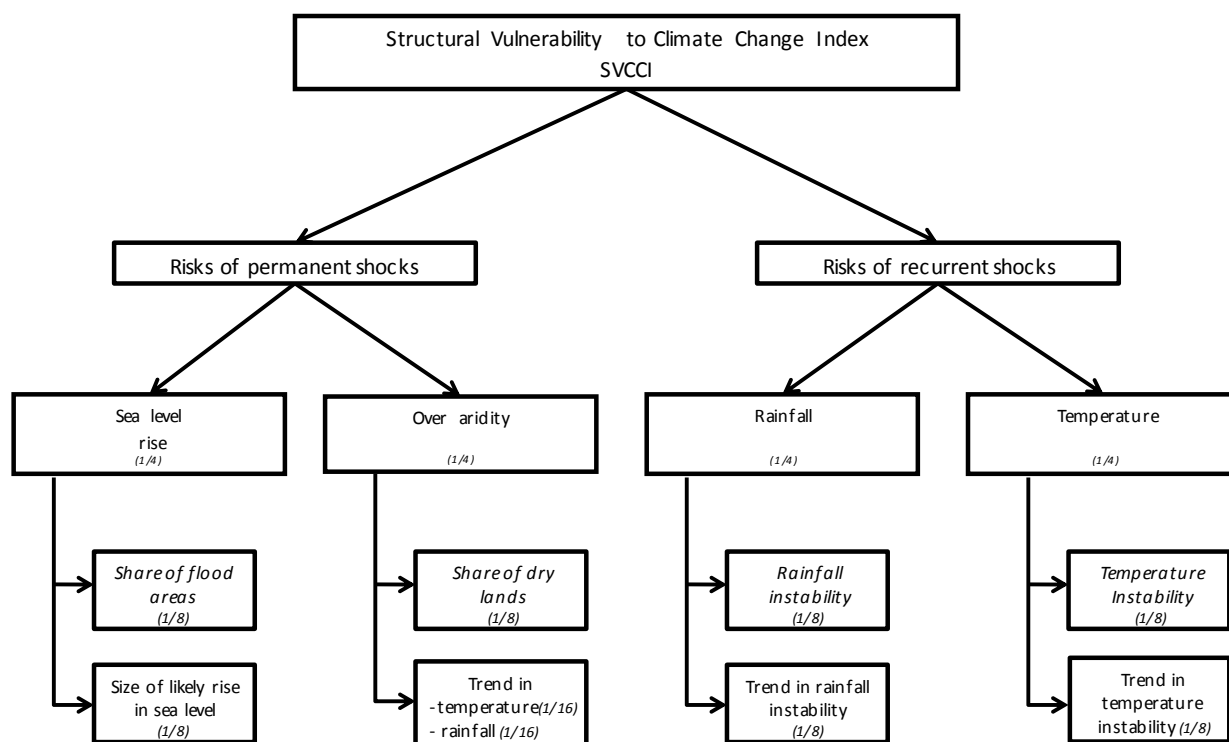 Structural Vulnerability to Climate Change Index
SVCCI
Risks of permanent shocks
Risks of recurrent shocks
Sea level
rise
(1/4)
Over aridity
(1/4)
Rainfall
(1/4)
Temperature
(1/4)
Share of flood
areas
(1/8)
Share of dry
lands
(1/8)
Rainfall
instability
(1/8)
Temperature
Instability
(1/8)
Size of likely rise
in sea level
(1/8)
Trend in
-temperature(1/16)
- rainfall (1/16)
Trend in rainfall
instability
(1/8)
Trend in
temperature
instability (1/8)